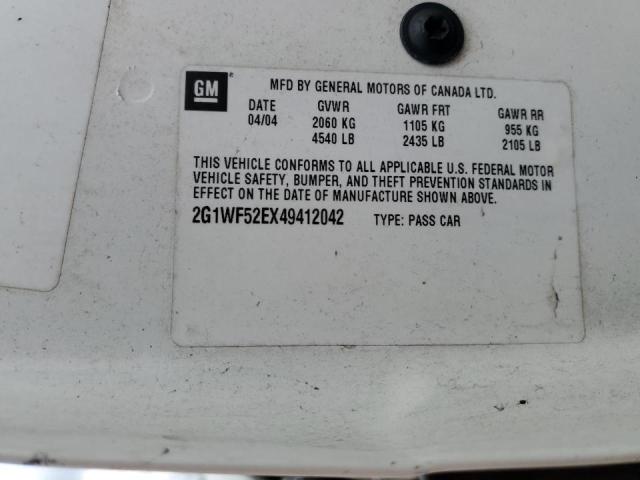 GM
MFD BY GENERAL MOTORS OF CANADA LTD.
DATE GVWR GAWR FRT GAWR RR
04/04 2060 KG 1105 KG 955 KG
4540 LB 2435 LB 2105 LB
THIS VEHICLE CONFORMS TO ALL APPLICABLE U.S. FEDERAL MOTOR
VEHICLE SAFETY, BUMPER, AND THEFT PREVENTION STANDARDS IN
EFFECT ON THE DATE OF MANUFACTURE SHOWN ABOVE.
2G1WF52EX49412042 TYPE: PASS CAR